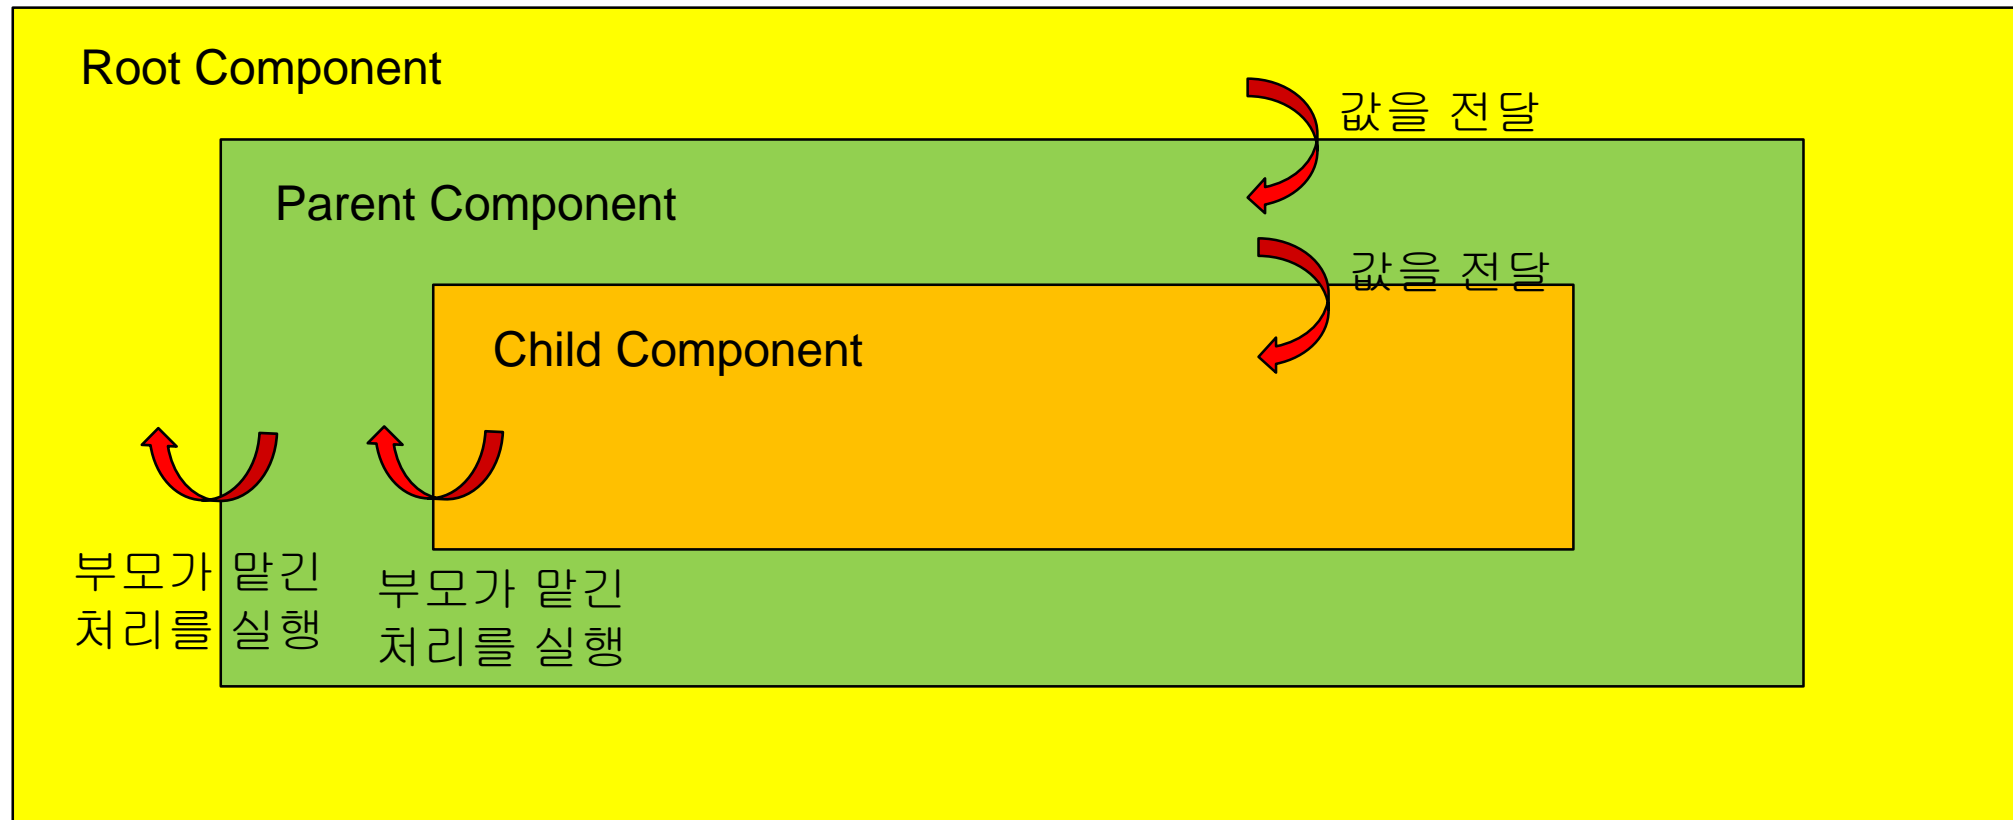 Root Component
값을 전달
Parent Component
값을 전달
Child Component
부모가 맡긴
처리를 실행
부모가 맡긴
처리를 실행